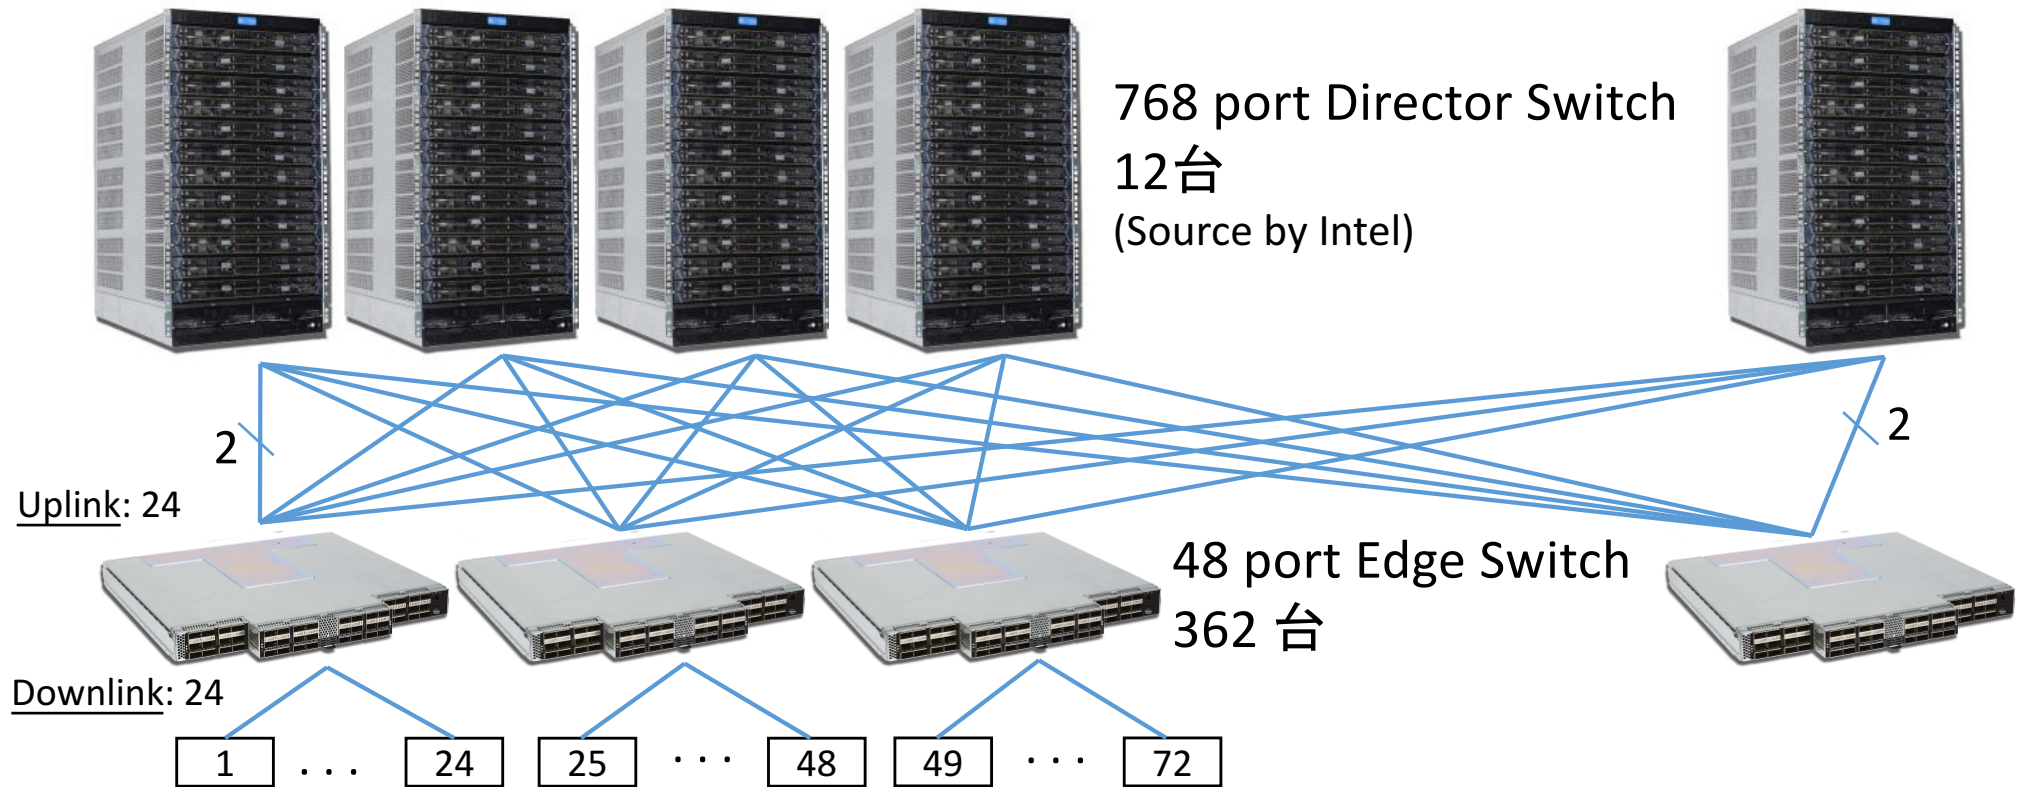 768 port Director Switch
12台
(Source by Intel)
2
2
Uplink: 24
48 port Edge Switch
362 台
Downlink: 24
1 ... 24 25 ... 48 49 ... 72